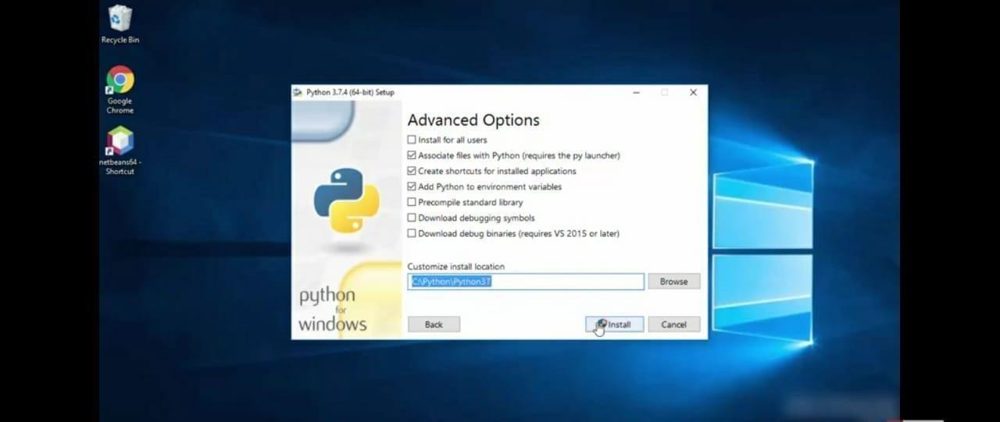 Recycle Bin
Google
Chrome
netbeans64 -
Shortcut
Python 3.7.4 (64-bit) Setup
Advanced Options
Install for all users
Associate files with Python (requires the py launcher)
Create shortcuts for installed applications
Add Python to environment variables
Precompile standard library
Download debugging symbols
Download debug binaries (requires VS 2015 or later)
Customize install location
C:\Python\Python37
Browse
python
for
windows
Back
Install
Cancel